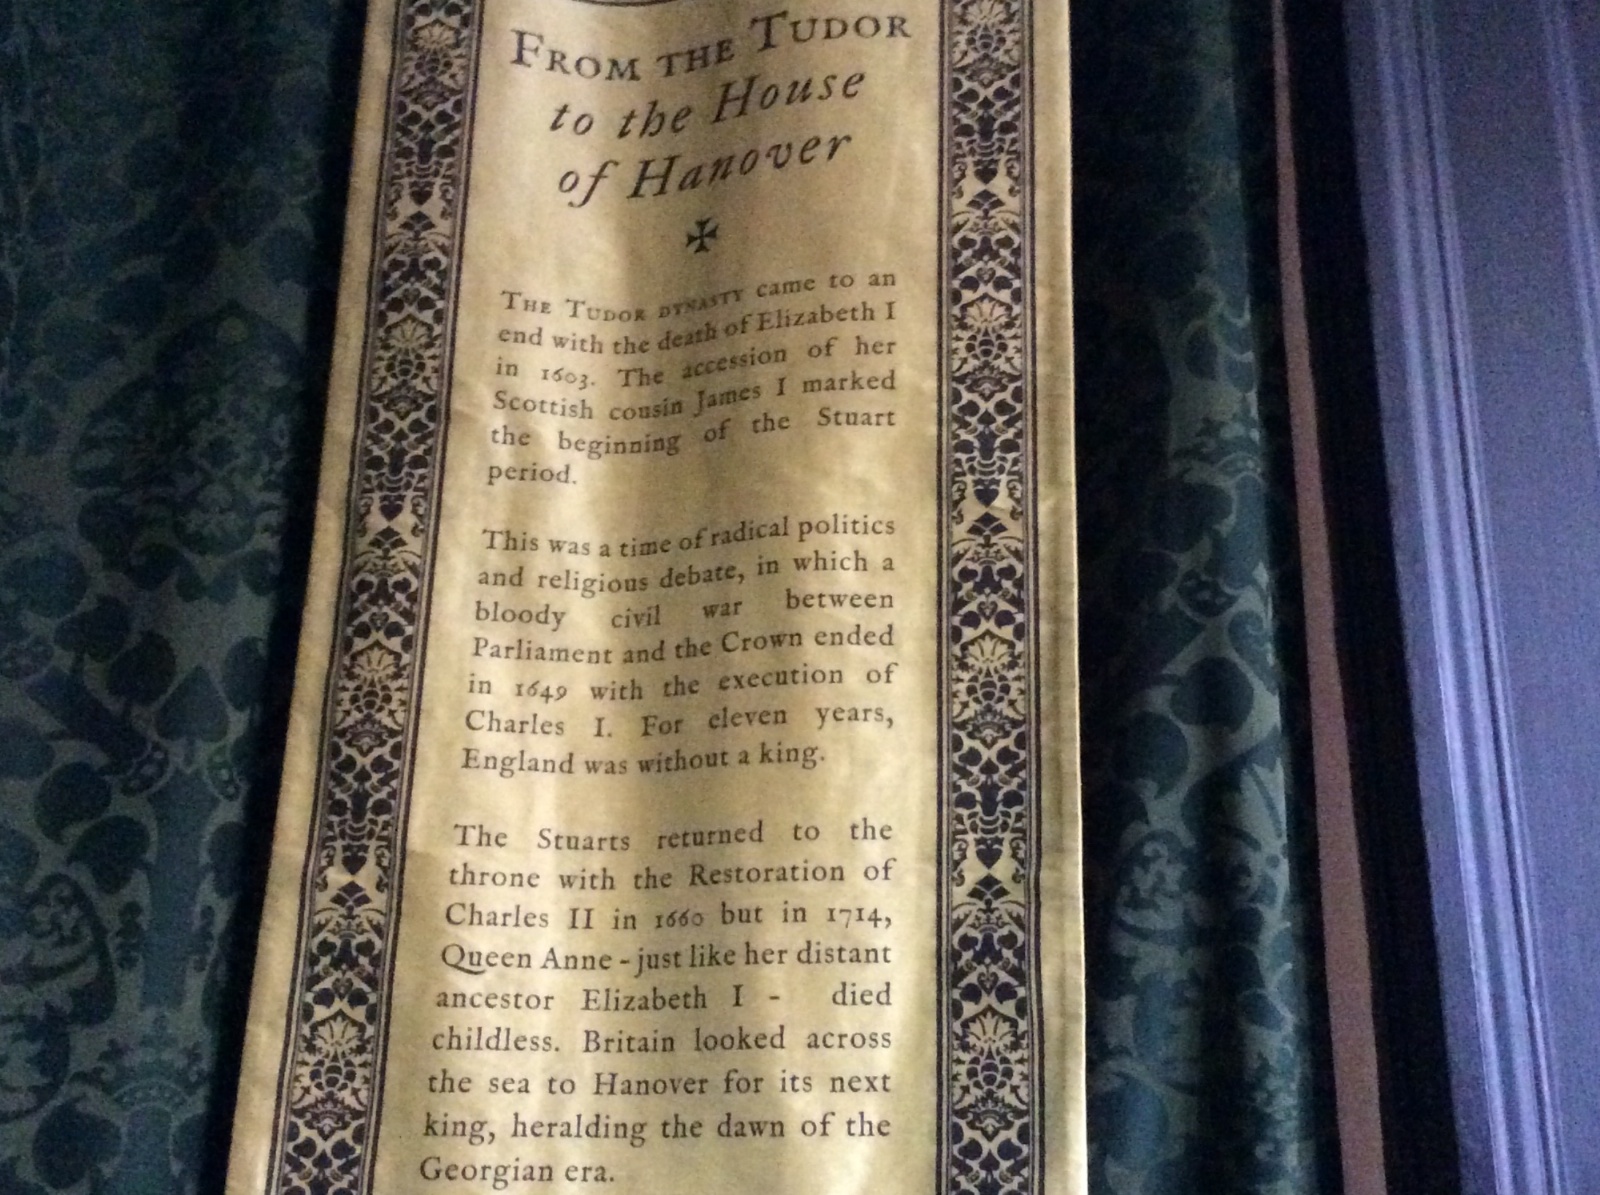 FROM THE TUDOR
to the House
of Hanover
THE TUDOR DYNASTY came to an
end with the death of Elizabeth I
in 1603. The accession of her
Scottish cousin James I marked
the beginning of the Stuart
period.
This was a time of radical politics
and religious debate, in which a
bloody civil war between
Parliament and the Crown ended
in 1649 with the execution of
Charles I. For eleven years,
England was without a king.
The Stuarts returned to the
throne with the Restoration of
Charles II in 1660 but in 1714,
Queen Anne - just like her distant
ancestor Elizabeth I - died
childless. Britain looked across
the sea to Hanover for its next
king, heralding the dawn of the
Georgian era.